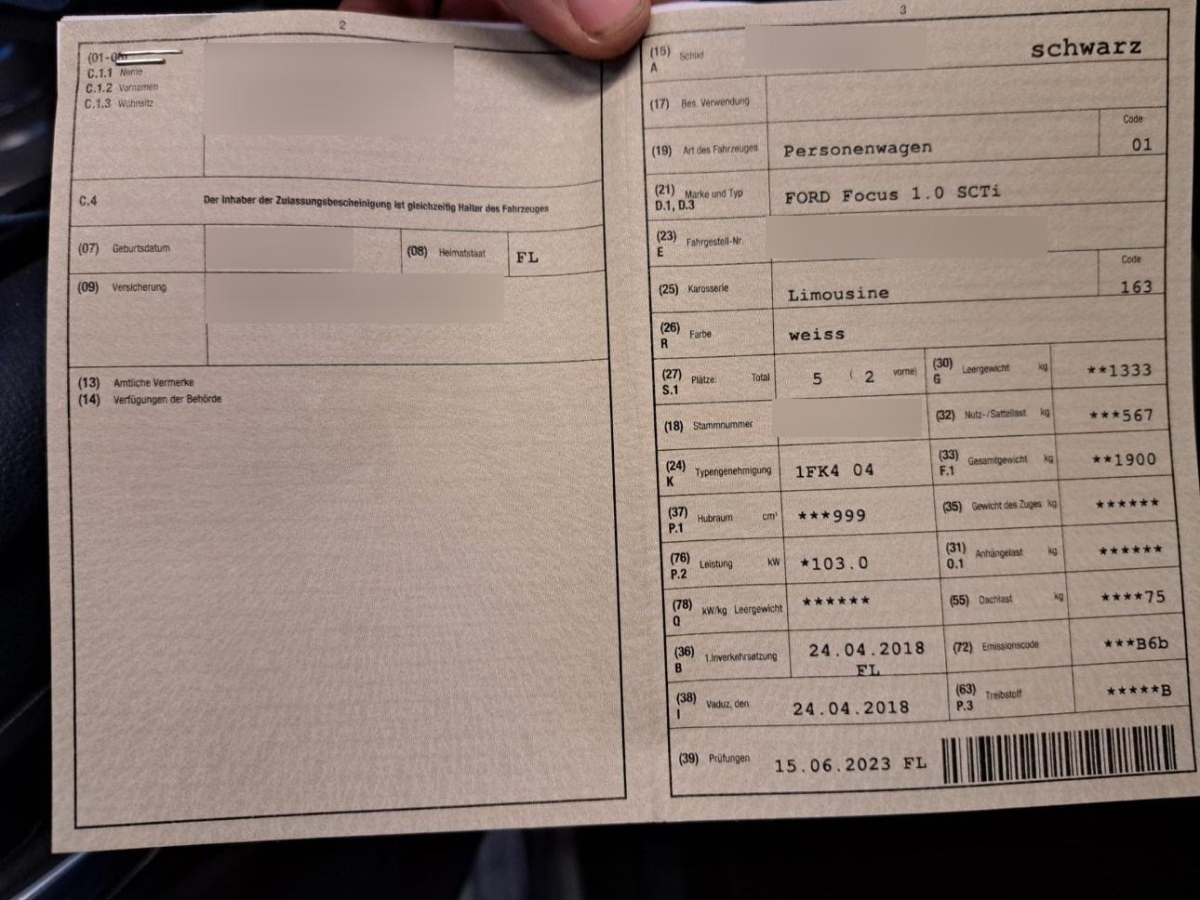 2
(01-0
C.1.1 Name
C.1.2 Vornamen
C.1.3 Wohnsitz
C.4 Der Inhaber der Zulassungsbescheinigung ist gleichzeitig Halter des Fahrzeuges
(07) Geburtsdatum (08) Heimatstaat FL
(09) Versicherung
(13) Amtliche Vermerke
(14) Verfügungen der Behörde
3
(15) A Schild schwarz
(17) Bes. Verwendung
(19) Art des Fahrzeuges Personenwagen Code 01
(21) D.1, D.3 Marke und Typ FORD Focus 1.0 SCTi
(23) E Fahrgestell-Nr.
(25) Karosserie Limousine Code 163
(26) R Farbe weiss
(27) S.1 Plätze: Total 5 ( 2 vorne) (30) G Leergewicht kg **1333
(18) Stammnummer (32) Nutz-/Sattellast kg ***567
(24) K Typengenehmigung 1FK4 04 (33) F.1 Gesamtgewicht kg **1900
(37) P.1 Hubraum cm³ ***999 (35) Gewicht des Zuges kg ******
(76) P.2 Leistung kW *103.0 (31) O.1 Anhängelast kg ******
(78) Q kW/kg Leergewicht ****** (55) Dachlast kg ****75
(36) B 1.Inverkehrsetzung 24.04.2018 FL (72) Emissionscode ***B6b
(38) I Vaduz, den 24.04.2018 (63) P.3 Treibstoff *****B
(39) Prüfungen 15.06.2023 FL